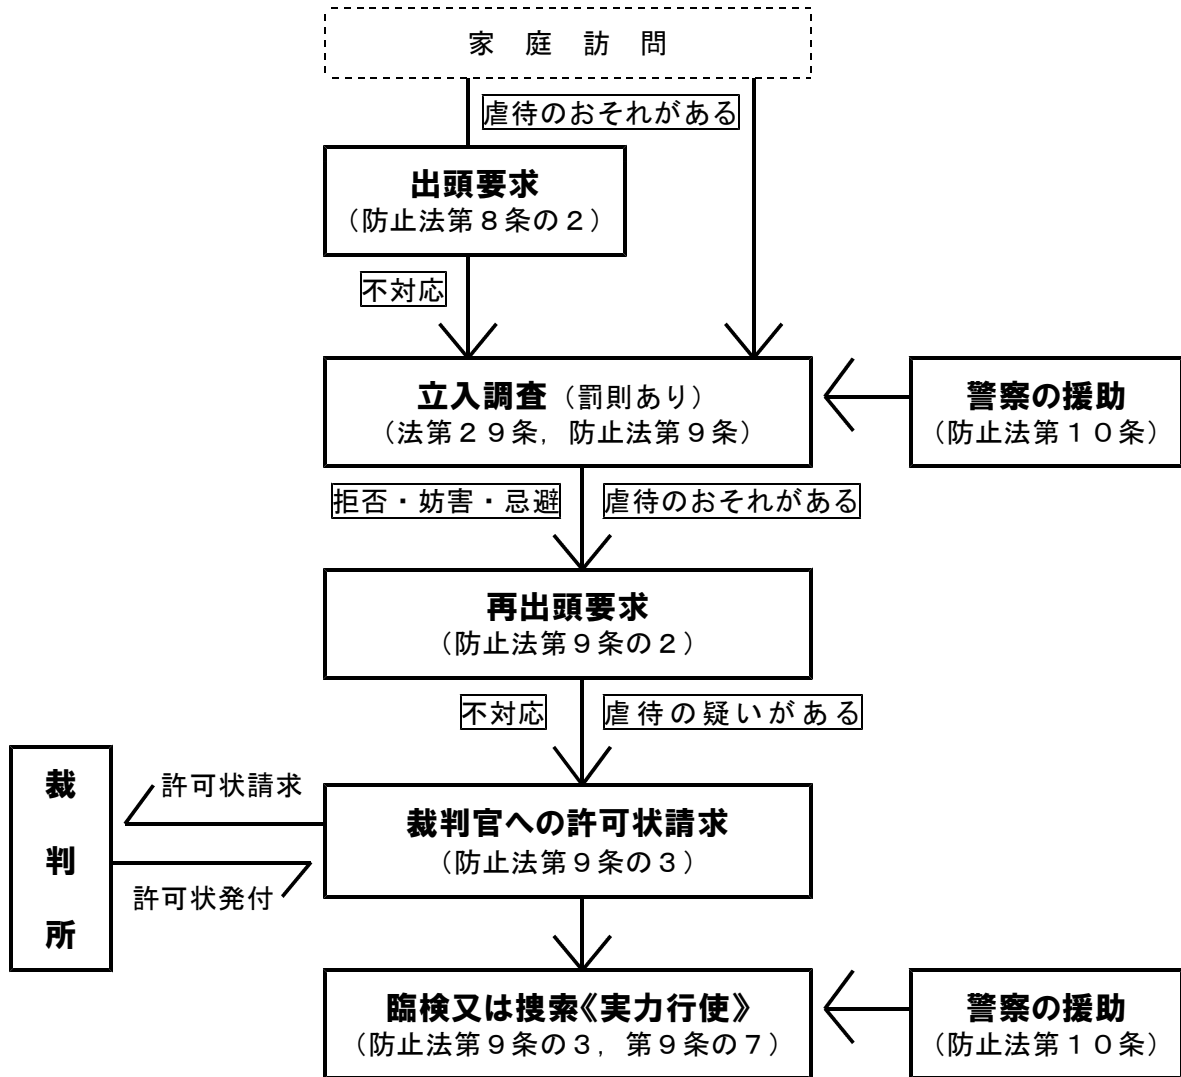 家庭訪問
虐待のおそれがある
出頭要求
（防止法第８条の２）
不対応
立入調査（罰則あり）
（法第２９条，防止法第９条）
警察の援助
（防止法第１０条）
拒否・妨害・忌避
虐待のおそれがある
再出頭要求
（防止法第９条の２）
不対応
虐待の疑いがある
裁判所
許可状請求
許可状発付
裁判官への許可状請求
（防止法第９条の３）
臨検又は捜索《実力行使》
（防止法第９条の３，第９条の７）
警察の援助
（防止法第１０条）